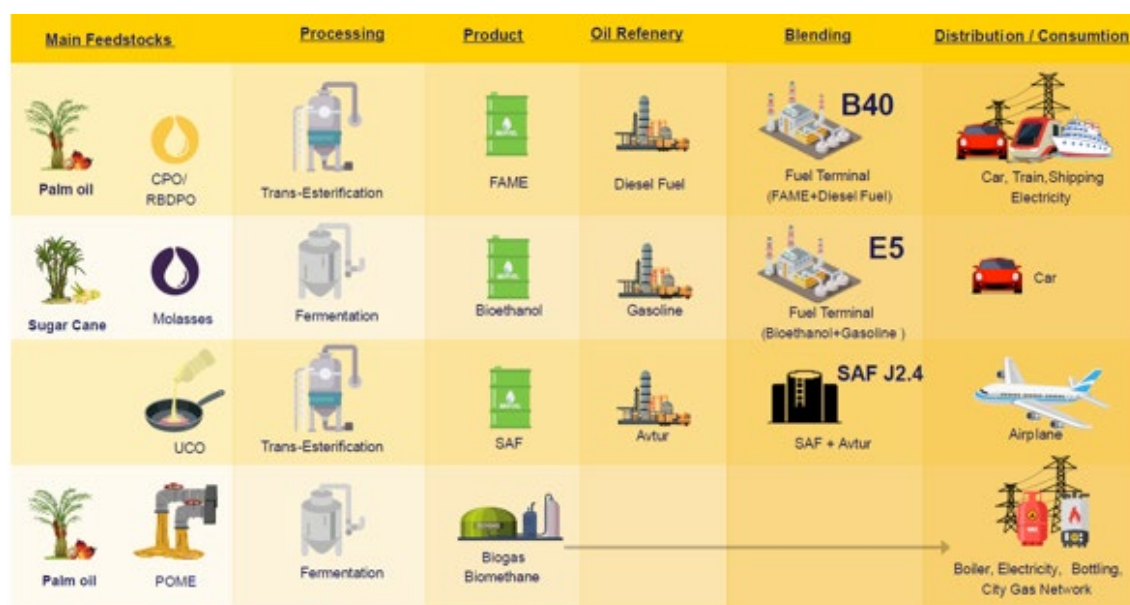 Main Feedstocks
Processing
Product
Oil Refenery
Blending
Distribution / Consumtion
Palm oil
CPO/
RBDPO
Trans-Esterification
FAME
Diesel Fuel
B40
Fuel Terminal
(FAME+Diesel Fuel)
Car, Train,Shipping
Electricity
Sugar Cane
Molasses
Fermentation
Bioethanol
Gasoline
E5
Fuel Terminal
(Bioethanol+Gasoline )
Car
UCO
Trans-Esterification
SAF
Avtur
SAF J2.4
SAF + Avtur
Airplane
Palm oil
POME
Fermentation
Biogas
Biomethane
Boiler, Electricity, Bottling,
City Gas Network